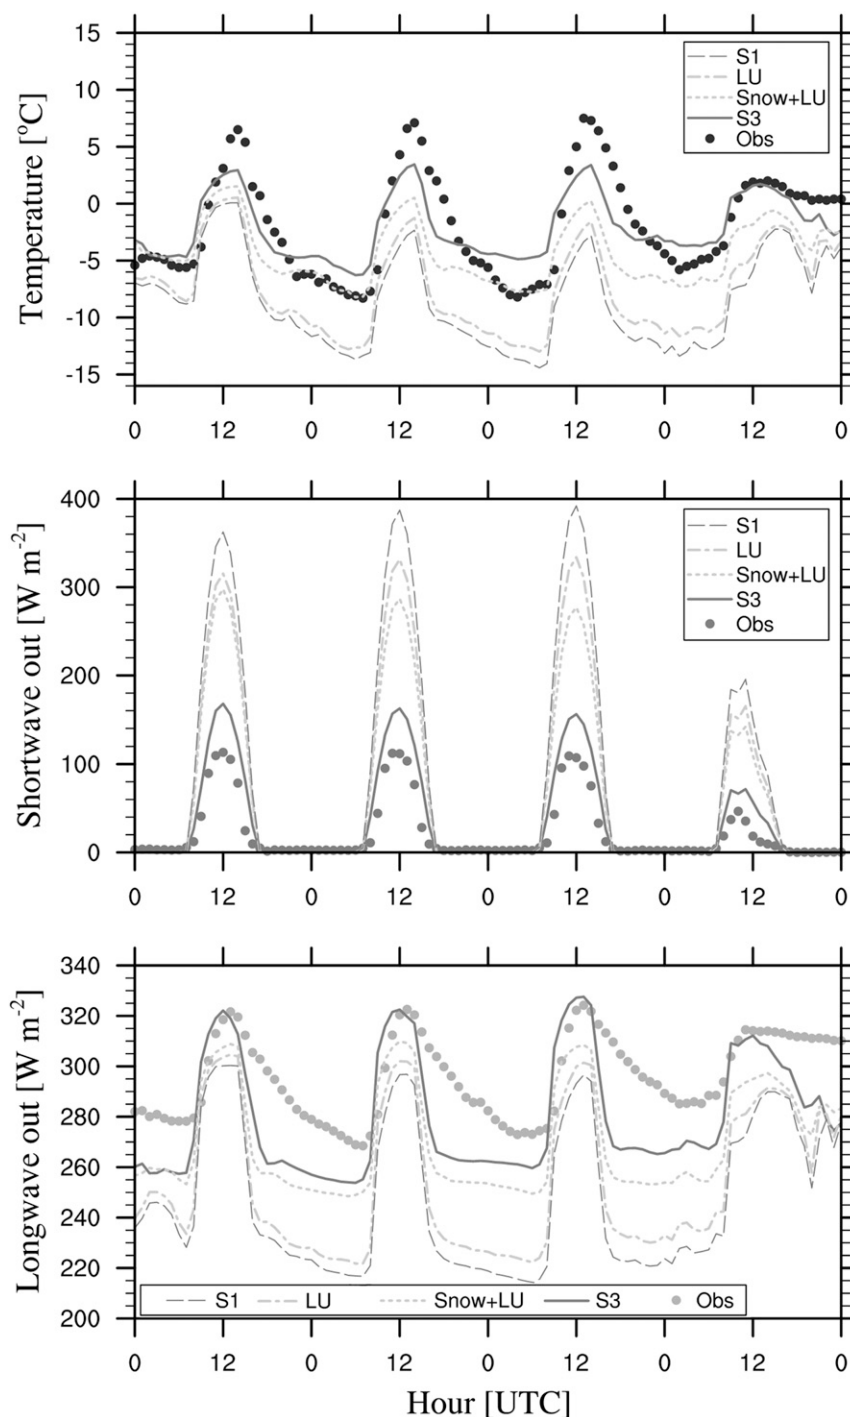 Temperature [°C]
15
10
5
0
-5
-10
-15
S1
LU
Snow+LU
S3
Obs
0 12 0 12 0 12 0 12 0
Shortwave out [W m-2]
400
300
200
100
0
S1
LU
Snow+LU
S3
Obs
0 12 0 12 0 12 0 12 0
Longwave out [W m-2]
340
320
300
280
260
240
220
200
S1 LU Snow+LU S3 Obs
0 12 0 12 0 12 0 12 0
Hour [UTC]